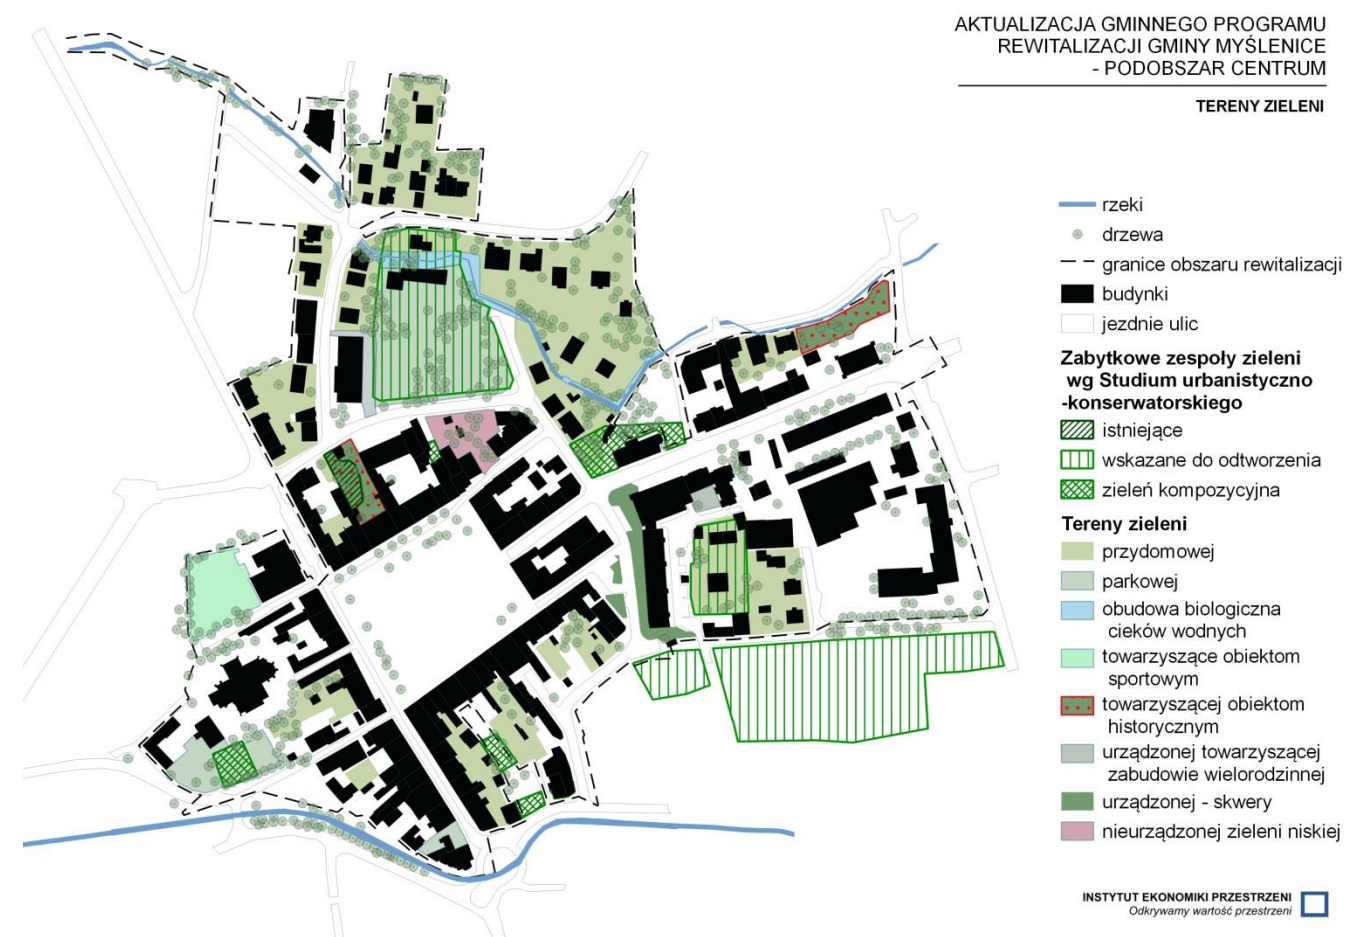 AKTUALIZACJA GMINNEGO PROGRAMU
REWITALIZACJI GMINY MYŚLENICE
- PODOBSZAR CENTRUM
TERENY ZIELENI
rzeki
drzewa
granice obszaru rewitalizacji
budynki
jezdnie ulic
Zabytkowe zespoły zieleni
wg Studium urbanistyczno
-konserwatorskiego
istniejące
wskazane do odtworzenia
zieleń kompozycyjna
Tereny zieleni
przydomowej
parkowej
obudowa biologiczna
cieków wodnych
towarzyszące obiektom
sportowym
towarzyszącej obiektom
historycznym
urządzonej towarzyszącej
zabudowie wielorodzinnej
urządzonej - skwery
nieurządzonej zieleni niskiej
INSTYTUT EKONOMIKI PRZESTRZENI
Odkrywamy wartość przestrzeni